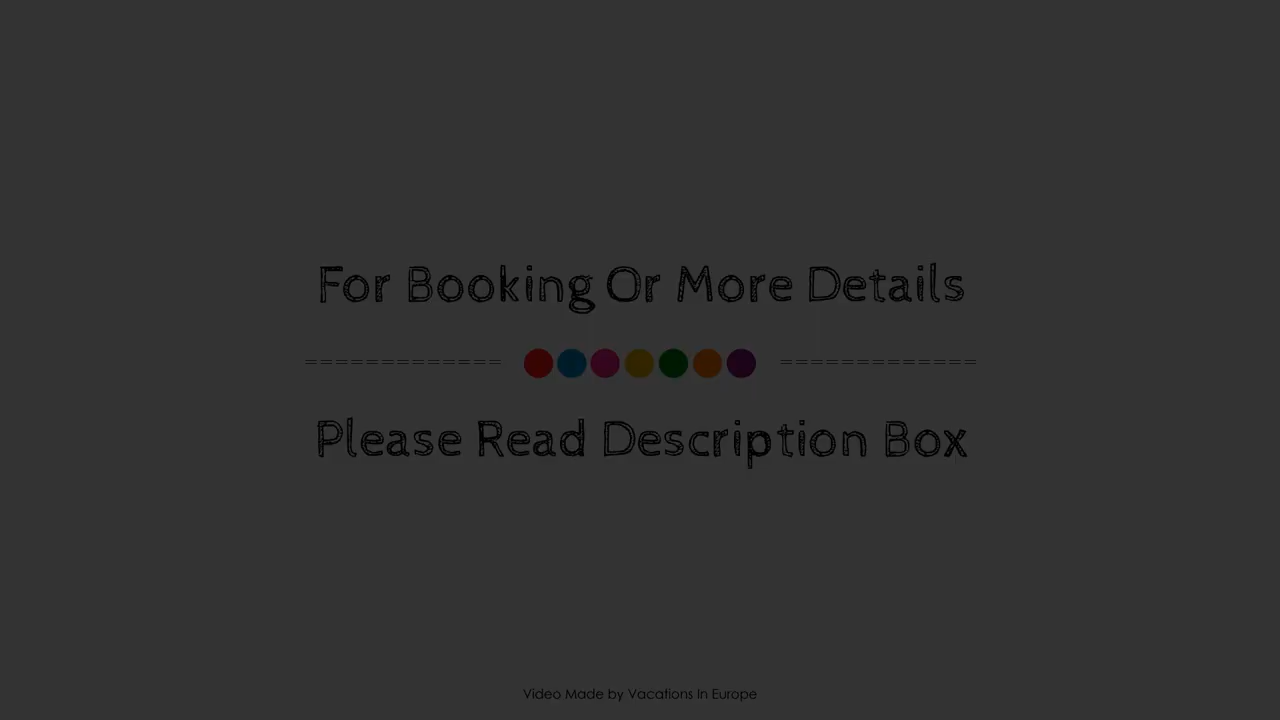 For Booking Or More Details
============= =============
Please Read Description Box
Video Made by Vacations In Europe